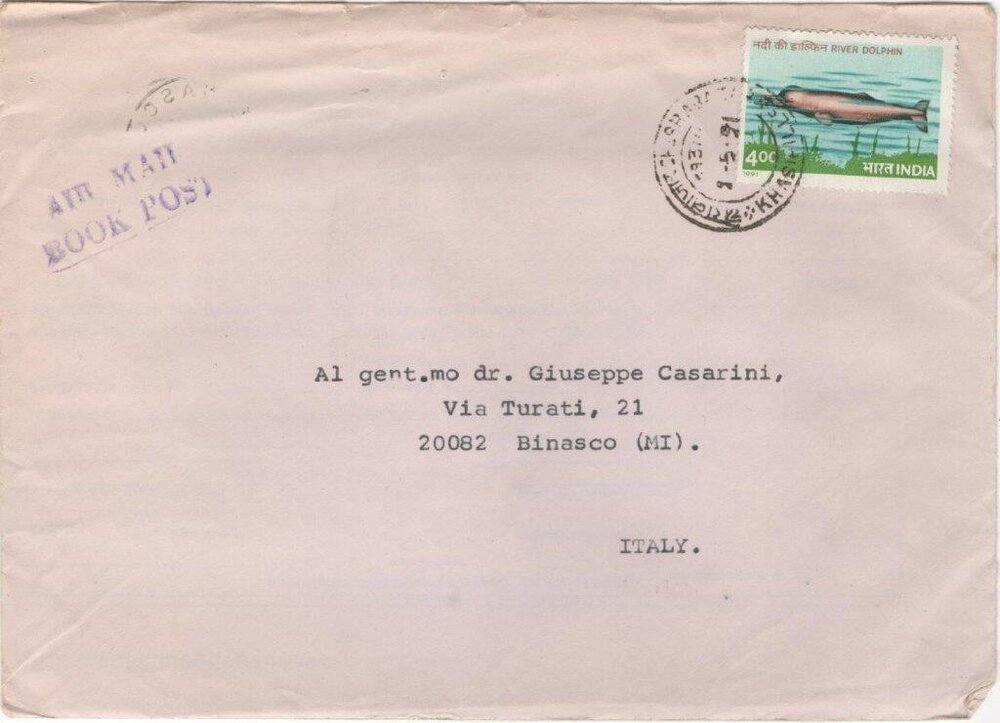 नदी की डाल्फिन RIVER DOLPHIN
4.00
1991
भारत INDIA
AIR MAIL
BOOK POST
Al gent.mo dr. Giuseppe Casarini,
Via Turati, 21
20082 Binasco (MI).
ITALY.